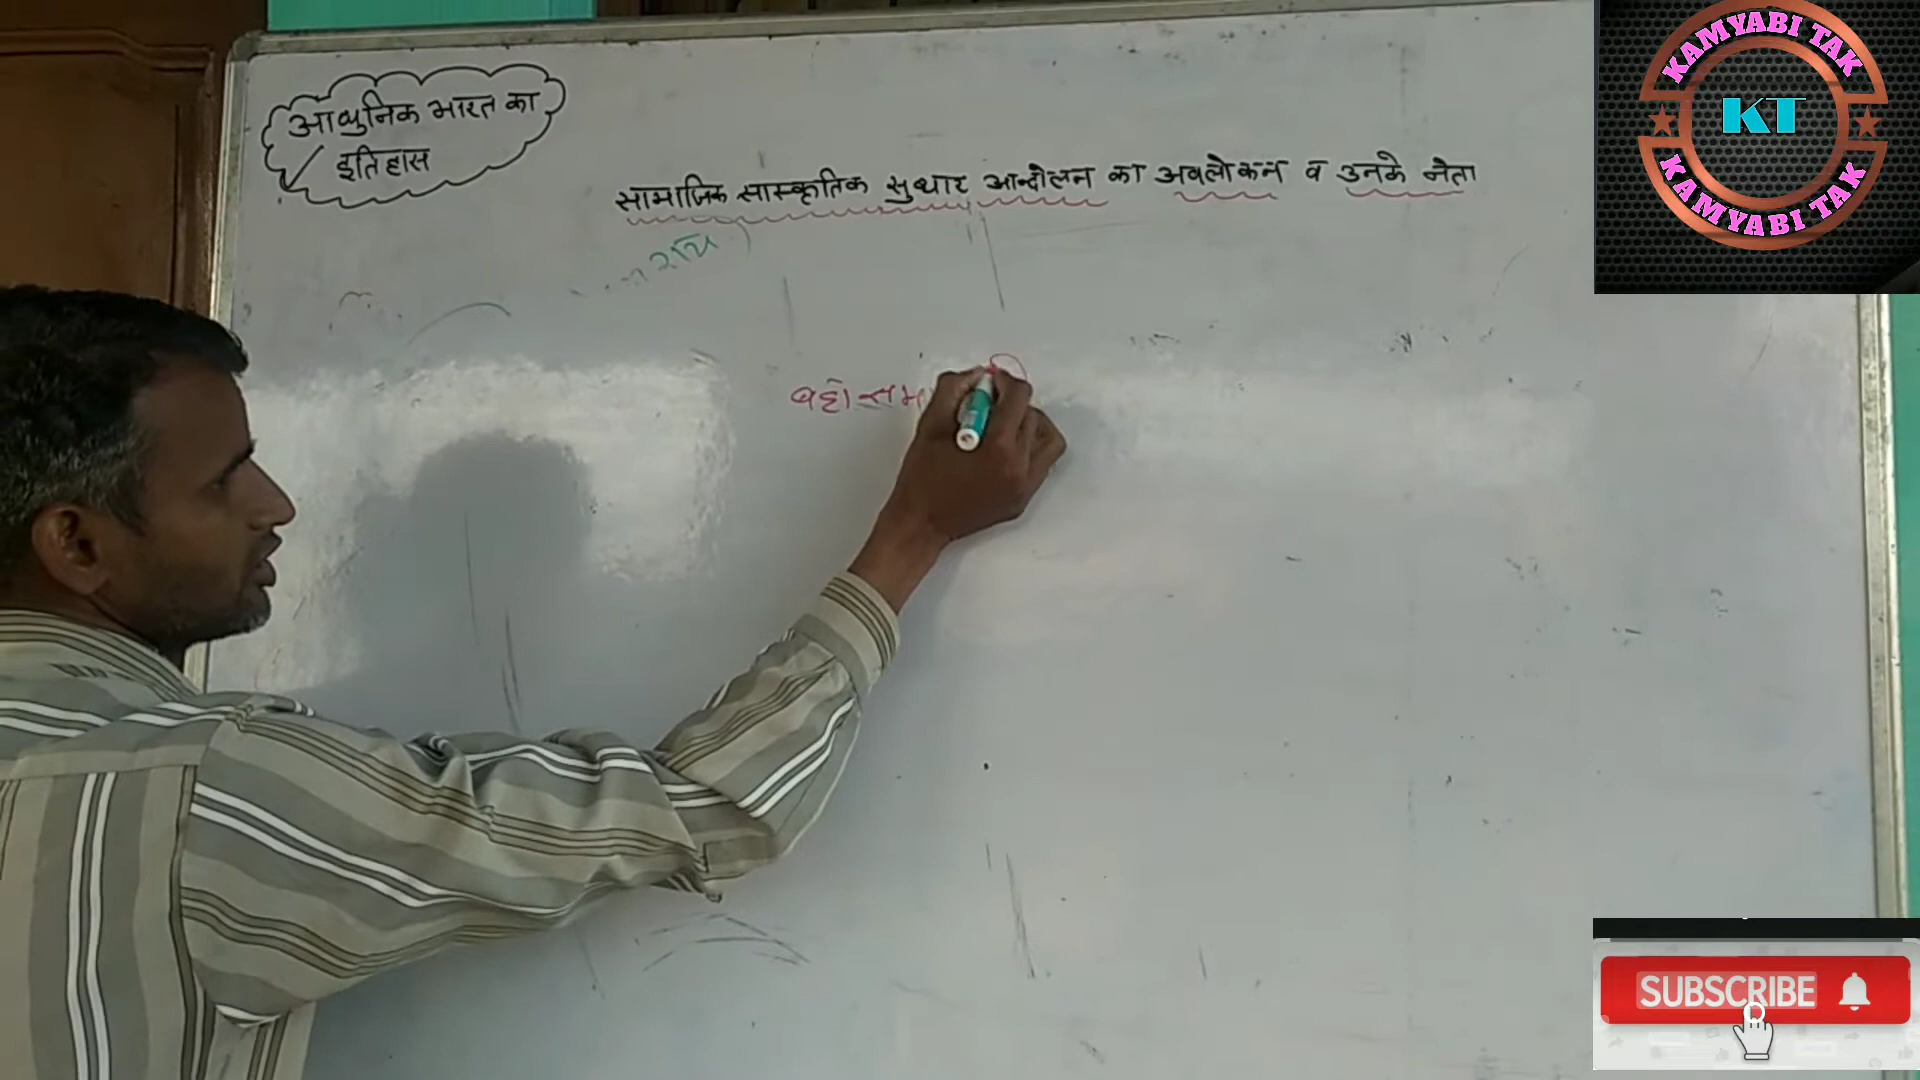 आधुनिक भारत का
इतिहास
सामाजिक सांस्कृतिक सुधार आन्दोलन का अवलोकन व उनके नेता
KAMYABI TAK
KT
KAMYABI TAK
SUBSCRIBE